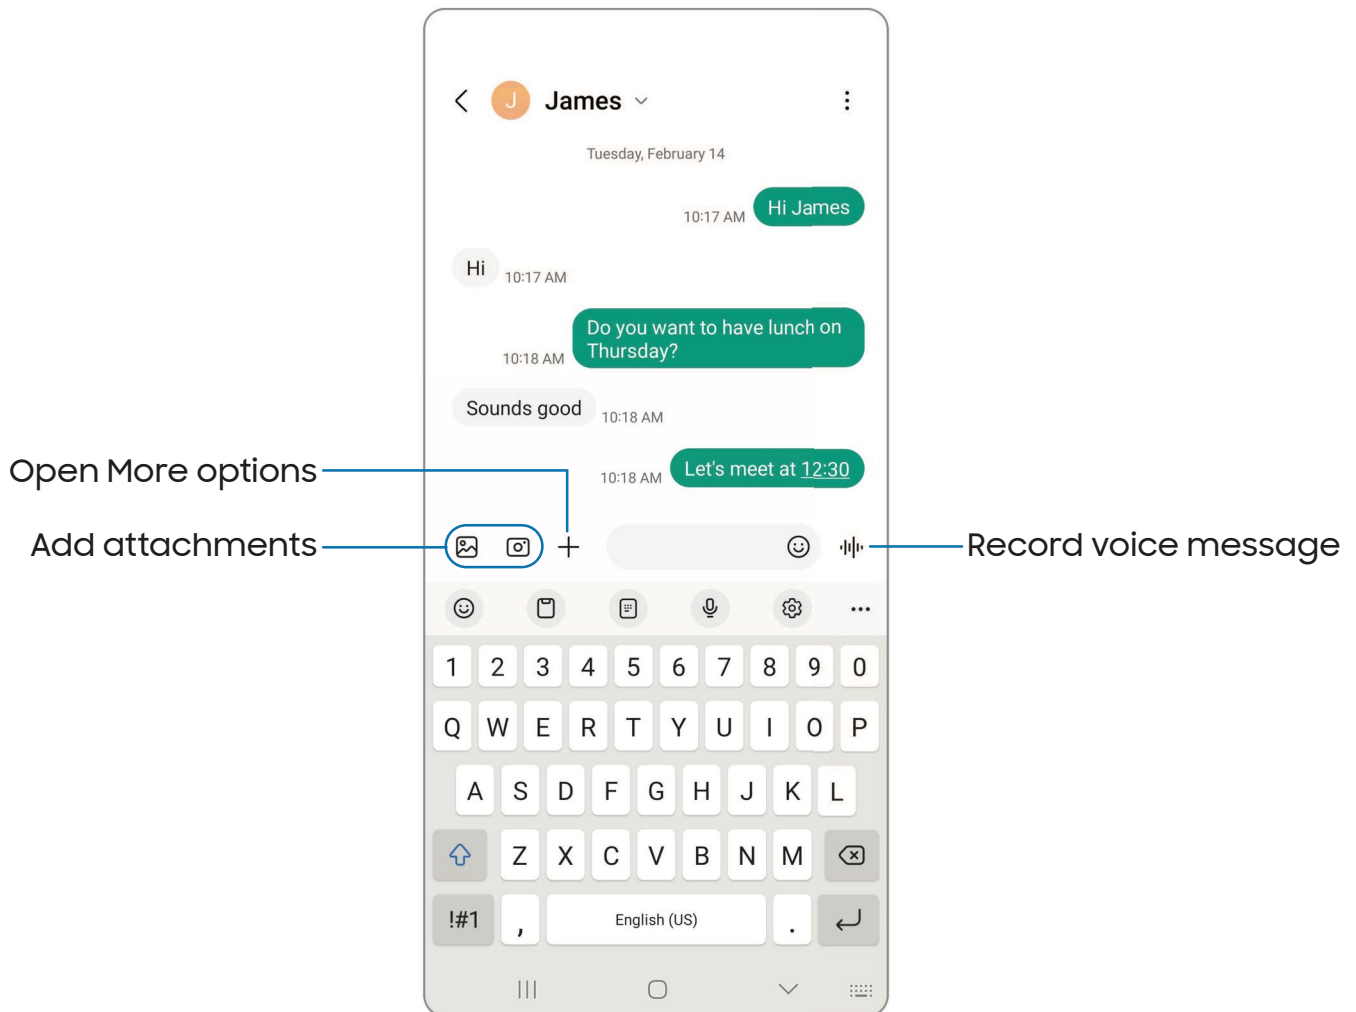 J James
Tuesday, February 14
10:17 AM Hi James
Hi 10:17 AM
Do you want to have lunch on
Thursday?
10:18 AM
Sounds good 10:18 AM
10:18 AM Let's meet at 12:30
Open More options
Add attachments
Record voice message
1 2 3 4 5 6 7 8 9 0
Q W E R T Y U I O P
A S D F G H J K L
Z X C V B N M
!#1 , English (US) .